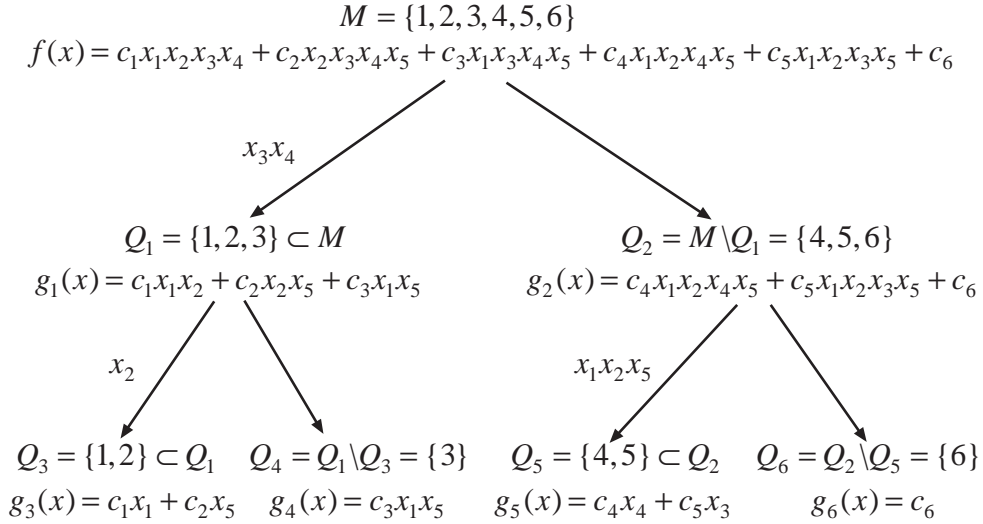 M = {1,2,3,4,5,6}
f(x) = c₁x₁x₂x₃x₄ + c₂x₂x₃x₄x₅ + c₃x₁x₃x₄x₅ + c₄x₁x₂x₄x₅ + c₅x₁x₂x₃x₅ + c₆
x₃x₄
Q₁ = {1,2,3} ⊂ M
Q₂ = M \Q₁ = {4,5,6}
g₁(x) = c₁x₁x₂ + c₂x₂x₅ + c₃x₁x₅
g₂(x) = c₄x₁x₂x₄x₅ + c₅x₁x₂x₃x₅ + c₆
x₂
x₁x₂x₅
Q₃ = {1,2} ⊂ Q₁
Q₄ = Q₁\Q₃ = {3}
Q₅ = {4,5} ⊂ Q₂
Q₆ = Q₂\Q₅ = {6}
g₃(x) = c₁x₁ + c₂x₅
g₄(x) = c₃x₁x₅
g₅(x) = c₄x₄ + c₅x₃
g₆(x) = c₆